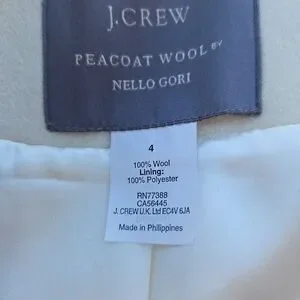 J.CREW
PEACOAT WOOL BY
NELLO GORI
4
100% Wool
Lining:
100% Polyester
RN77388
CA56445
J. CREW U.K. Ltd EC4V 6JA
Made in Philippines